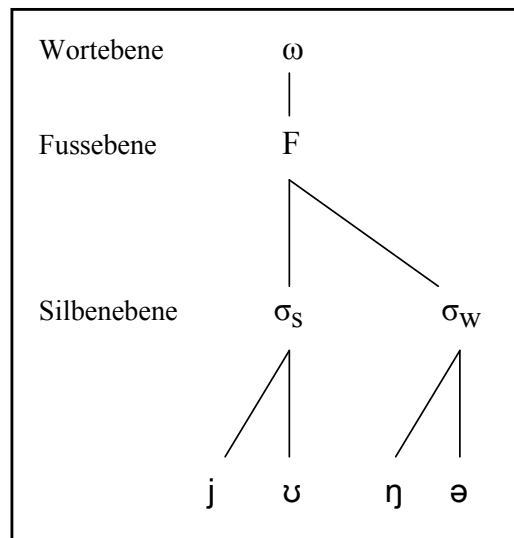 Wortebene ω
Fussebene F
Silbenebene σs σw
j ʊ ŋ ə